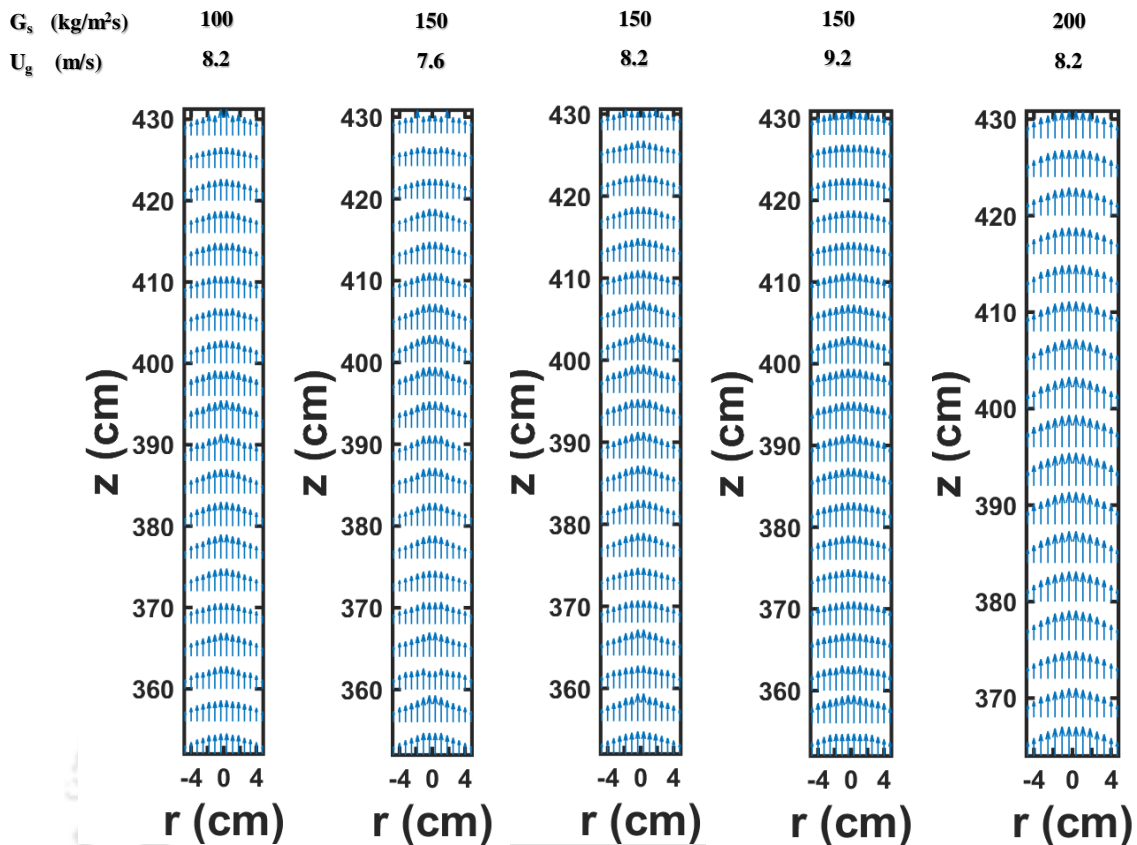 Gₛ (kg/m²s) 100 150 150 150 200
U_g (m/s) 8.2 7.6 8.2 9.2 8.2
430 430 430 430 430
420 420 420 420 420
410 410 410 410 410
400 400 400 400 400
390 390 390 390 390
380 380 380 380 380
370 370 370 370 370
360 360 360 360
z (cm) z (cm) z (cm) z (cm) z (cm)
-4 0 4 -4 0 4 -4 0 4 -4 0 4 -4 0 4
r (cm) r (cm) r (cm) r (cm) r (cm)